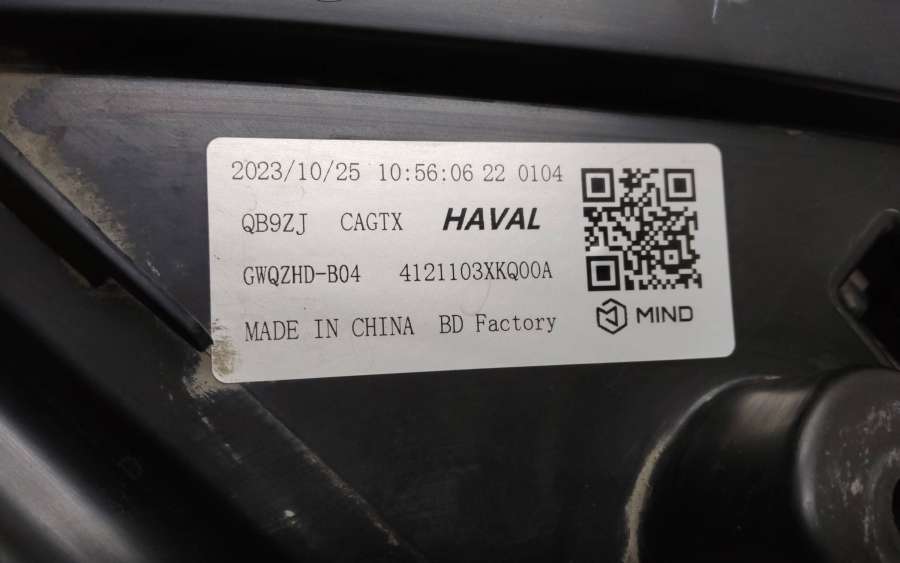 2023/10/25 10:56:06 22 0104
QB9ZJ CAGTX HAVAL
GWQZHD-B04 4121103XKQ00A
MADE IN CHINA BD Factory
MIND